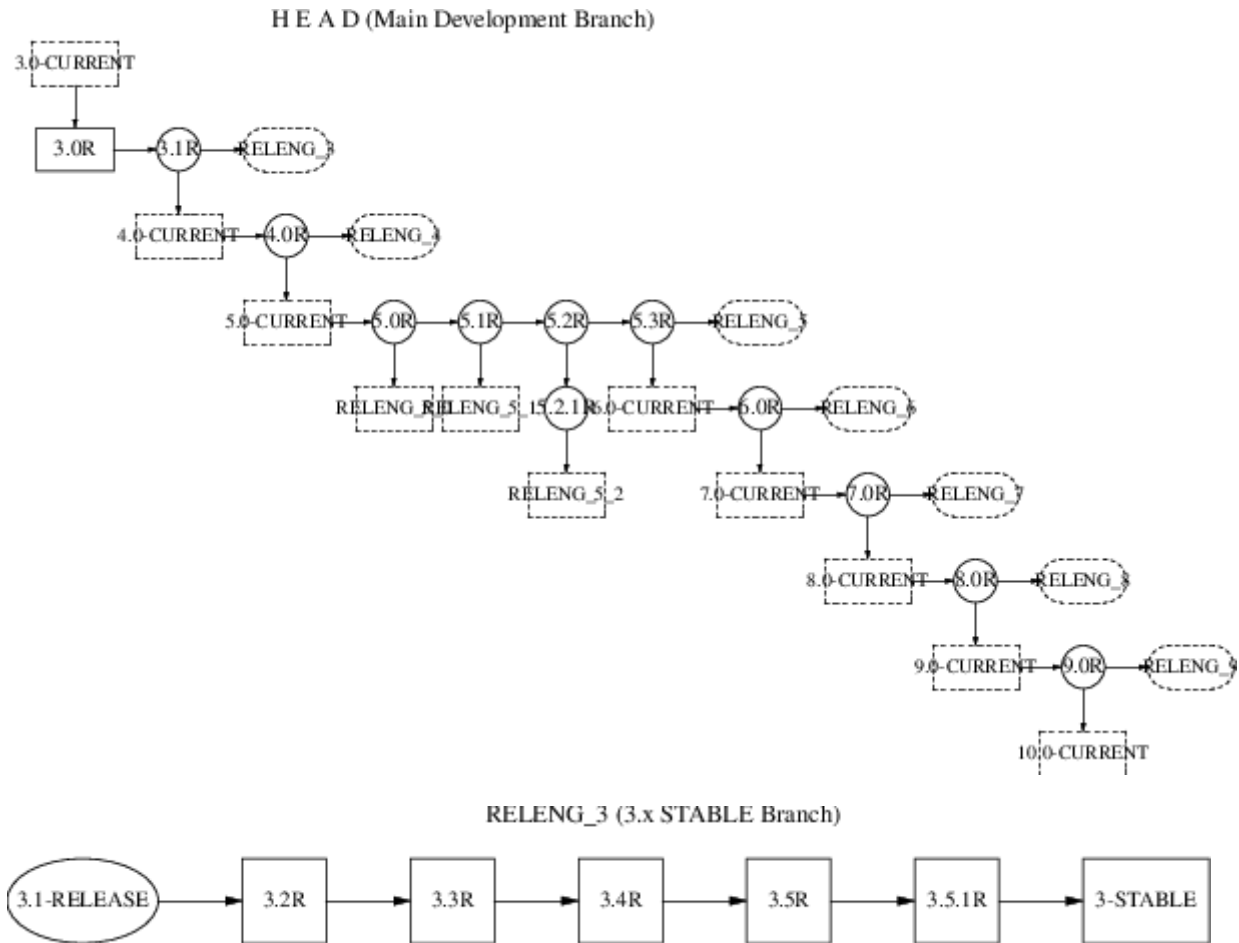 H E A D (Main Development Branch)
3.0-CURRENT
3.0R 3.1R RELENG_3
4.0-CURRENT 4.0R RELENG_4
5.0-CURRENT 5.0R 5.1R 5.2R 5.3R RELENG_5
RELENG_5_0 RELENG_5_1 5.2.1R 6.0-CURRENT 6.0R RELENG_6
RELENG_5_2 7.0-CURRENT 7.0R RELENG_7
8.0-CURRENT 8.0R RELENG_8
9.0-CURRENT 9.0R RELENG_9
10.0-CURRENT
RELENG_3 (3.x STABLE Branch)
3.1-RELEASE 3.2R 3.3R 3.4R 3.5R 3.5.1R 3-STABLE